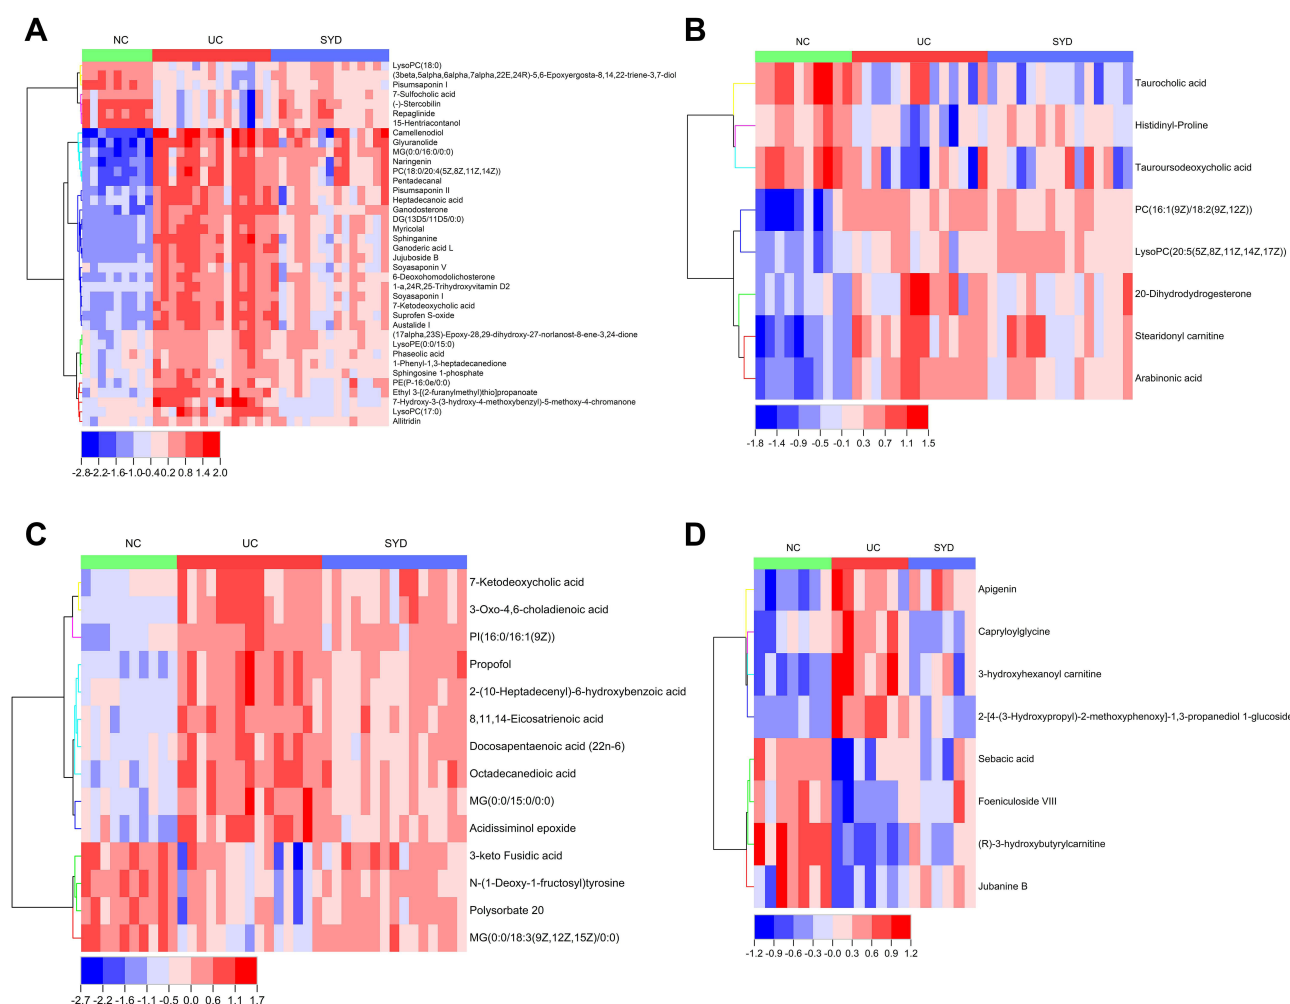 A
NC UC SYD
LysoPC(18:0)
(3beta,5alpha,6alpha,7alpha,22E,24R)-5,6-Epoxyergosta-8,14,22-triene-3,7-diol
Pisumsaponin I
7-Sulfocholic acid
(-)-Stercobilin
Repaglinide
15-Hentriacontanol
Camellenodiol
Glyuranolide
MG(0:0/16:0/0:0)
Naringenin
PC(18:0/20:4(5Z,8Z,11Z,14Z))
Pentadecanal
Pisumsaponin II
Heptadecanoic acid
Ganodosterone
DG(13D5/11D5/0:0)
Myricolal
Sphinganine
Ganoderic acid L
Jujuboside B
Soyasaponin V
6-Deoxohomodolichosterone
1-a,24R,25-Trihydroxyvitamin D2
Soyasaponin I
7-Ketodeoxycholic acid
Suprofen S-oxide
Austalide I
(17alpha,23S)-Epoxy-28,29-dihydroxy-27-norlanost-8-ene-3,24-dione
LysoPE(0:0/15:0)
Phaseolic acid
1-Phenyl-1,3-heptadecanedione
Sphingosine 1-phosphate
PE(P-16:0e/0:0)
Ethyl 3-[(2-furanylmethyl)thio]propanoate
7-Hydroxy-3-(3-hydroxy-4-methoxybenzyl)-5-methoxy-4-chromanone
LysoPC(17:0)
Allitridin
-2.8 -2.2 -1.6 -1.0 -0.4 0.2 0.8 1.4 2.0
B
NC UC SYD
Taurocholic acid
Histidinyl-Proline
Tauroursodeoxycholic acid
PC(16:1(9Z)/18:2(9Z,12Z))
LysoPC(20:5(5Z,8Z,11Z,14Z,17Z))
20-Dihydrodydrogesterone
Stearidonyl carnitine
Arabinonic acid
-1.8 -1.4 -0.9 -0.5 -0.1 0.3 0.7 1.1 1.5
C
NC UC SYD
7-Ketodeoxycholic acid
3-Oxo-4,6-choladienoic acid
PI(16:0/16:1(9Z))
Propofol
2-(10-Heptadecenyl)-6-hydroxybenzoic acid
8,11,14-Eicosatrienoic acid
Docosapentaenoic acid (22n-6)
Octadecanedioic acid
MG(0:0/15:0/0:0)
Acidissiminol epoxide
3-keto Fusidic acid
N-(1-Deoxy-1-fructosyl)tyrosine
Polysorbate 20
MG(0:0/18:3(9Z,12Z,15Z)/0:0)
-2.7 -2.2 -1.6 -1.1 -0.5 0.0 0.6 1.1 1.7
D
NC UC SYD
Apigenin
Capryloylglycine
3-hydroxyhexanoyl carnitine
2-[4-(3-Hydroxypropyl)-2-methoxyphenoxy]-1,3-propanediol 1-glucoside
Sebacic acid
Foeniculoside VIII
(R)-3-hydroxybutyrylcarnitine
Jubanine B
-1.2 -0.9 -0.6 -0.3 -0.0 0.3 0.6 0.9 1.2